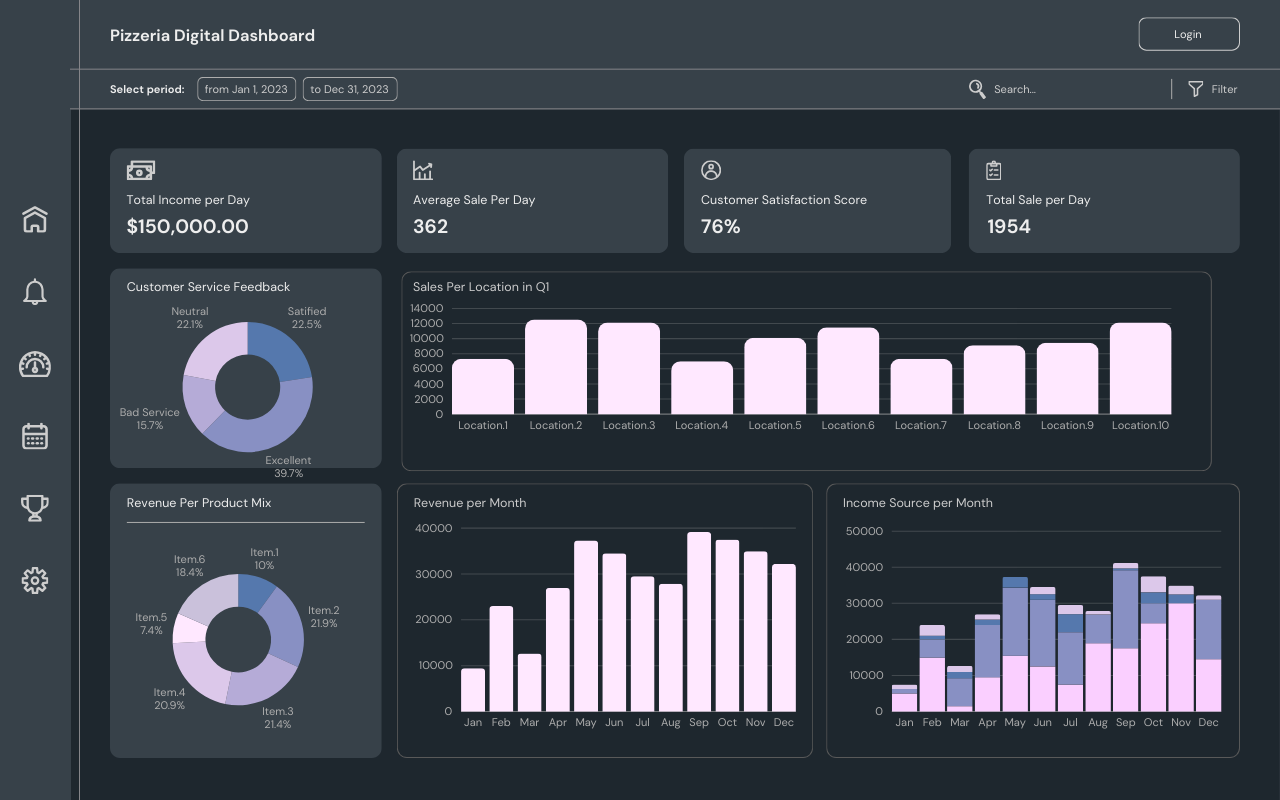 Pizzeria Digital Dashboard
Login
Select period:
from Jan 1, 2023
to Dec 31, 2023
Search...
Filter
Total Income per Day
$150,000.00
Average Sale Per Day
362
Customer Satisfaction Score
76%
Total Sale per Day
1954
Customer Service Feedback
Neutral
22.1%
Satified
22.5%
Bad Service
15.7%
Excellent
39.7%
Sales Per Location in Q1
14000
12000
10000
8000
6000
4000
2000
0
Location.1 Location.2 Location.3 Location.4 Location.5 Location.6 Location.7 Location.8 Location.9 Location.10
Revenue Per Product Mix
Item.1
10%
Item.2
21.9%
Item.3
21.4%
Item.4
20.9%
Item.5
7.4%
Item.6
18.4%
Revenue per Month
40000
30000
20000
10000
0
Jan Feb Mar Apr May Jun Jul Aug Sep Oct Nov Dec
Income Source per Month
50000
40000
30000
20000
10000
0
Jan Feb Mar Apr May Jun Jul Aug Sep Oct Nov Dec